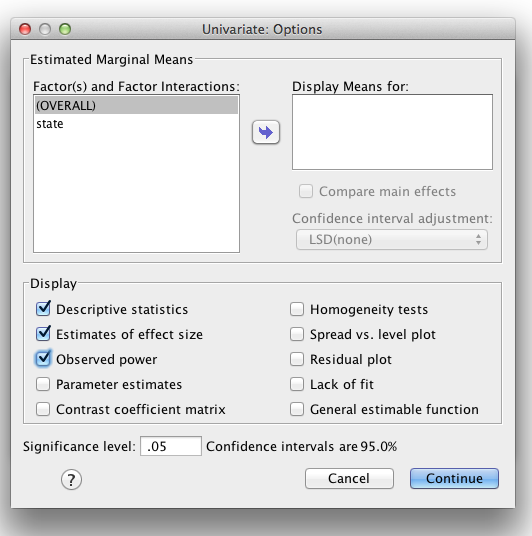 Univariate: Options
Estimated Marginal Means
Factor(s) and Factor Interactions:
(OVERALL)
state
Display Means for:
Compare main effects
Confidence interval adjustment:
LSD(none)
Display
Descriptive statistics
Estimates of effect size
Observed power
Parameter estimates
Contrast coefficient matrix
Homogeneity tests
Spread vs. level plot
Residual plot
Lack of fit
General estimable function
Significance level: .05 Confidence intervals are 95.0%
? Cancel Continue